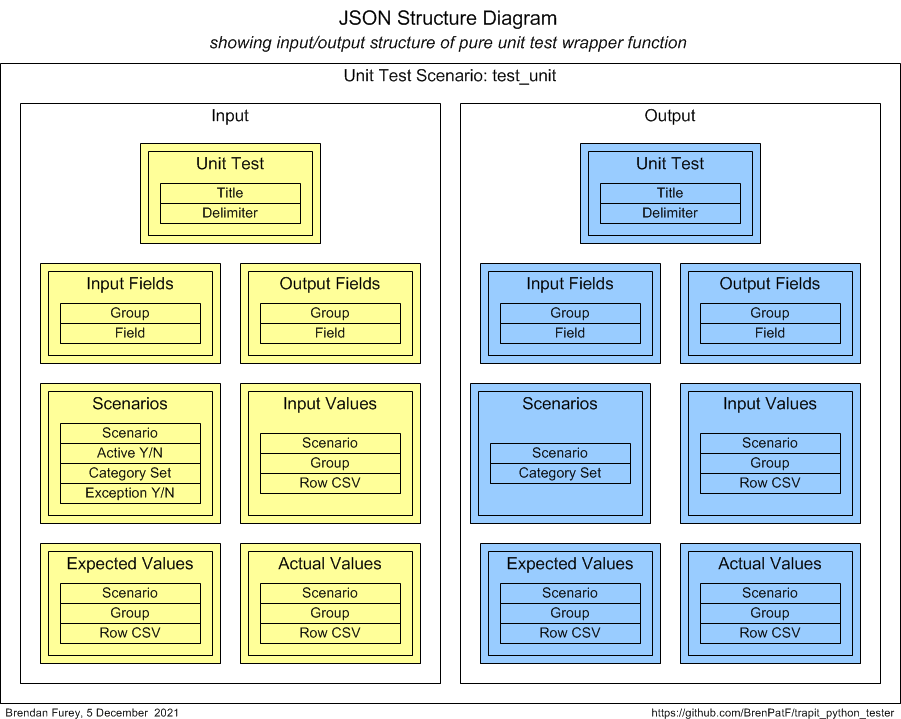 JSON Structure Diagram
showing input/output structure of pure unit test wrapper function
Unit Test Scenario: test_unit
Input
Unit Test
Title
Delimiter
Input Fields
Group
Field
Output Fields
Group
Field
Scenarios
Scenario
Active Y/N
Category Set
Exception Y/N
Input Values
Scenario
Group
Row CSV
Expected Values
Scenario
Group
Row CSV
Actual Values
Scenario
Group
Row CSV
Output
Unit Test
Title
Delimiter
Input Fields
Group
Field
Output Fields
Group
Field
Scenarios
Scenario
Category Set
Input Values
Scenario
Group
Row CSV
Expected Values
Scenario
Group
Row CSV
Actual Values
Scenario
Group
Row CSV
Brendan Furey, 5 December 2021
https://github.com/BrenPatF/trapit_python_tester